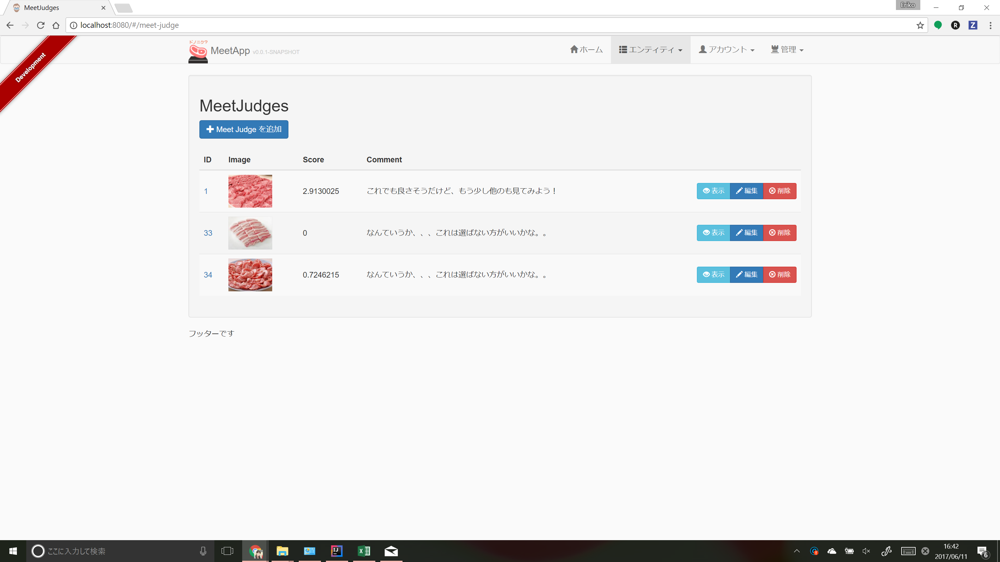 MeetJudges
Eriko
localhost:8080/#/meet-judge
R
Z
Development
ドノニク?
MeetApp v0.0.1-SNAPSHOT
ホーム
エンティティ
アカウント
管理
MeetJudges
Meet Judge を追加
ID Image Score Comment
1 2.9130025 これでも良さそうだけど、もう少し他のも見てみよう！ 表示 編集 削除
33 0 なんていうか、、、これは選ばない方がいいかな。。 表示 編集 削除
34 0.7246215 なんていうか、、、これは選ばない方がいいかな。。 表示 編集 削除
フッターです
ここに入力して検索
IJ
X
16:42
2017/06/11
6